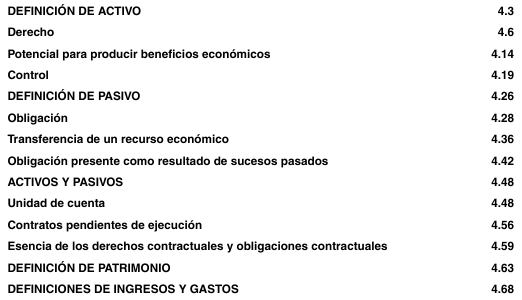 DEFINICIÓN DE ACTIVO 4.3
Derecho 4.6
Potencial para producir beneficios económicos 4.14
Control 4.19
DEFINICIÓN DE PASIVO 4.26
Obligación 4.28
Transferencia de un recurso económico 4.36
Obligación presente como resultado de sucesos pasados 4.42
ACTIVOS Y PASIVOS 4.48
Unidad de cuenta 4.48
Contratos pendientes de ejecución 4.56
Esencia de los derechos contractuales y obligaciones contractuales 4.59
DEFINICIÓN DE PATRIMONIO 4.63
DEFINICIONES DE INGRESOS Y GASTOS 4.68